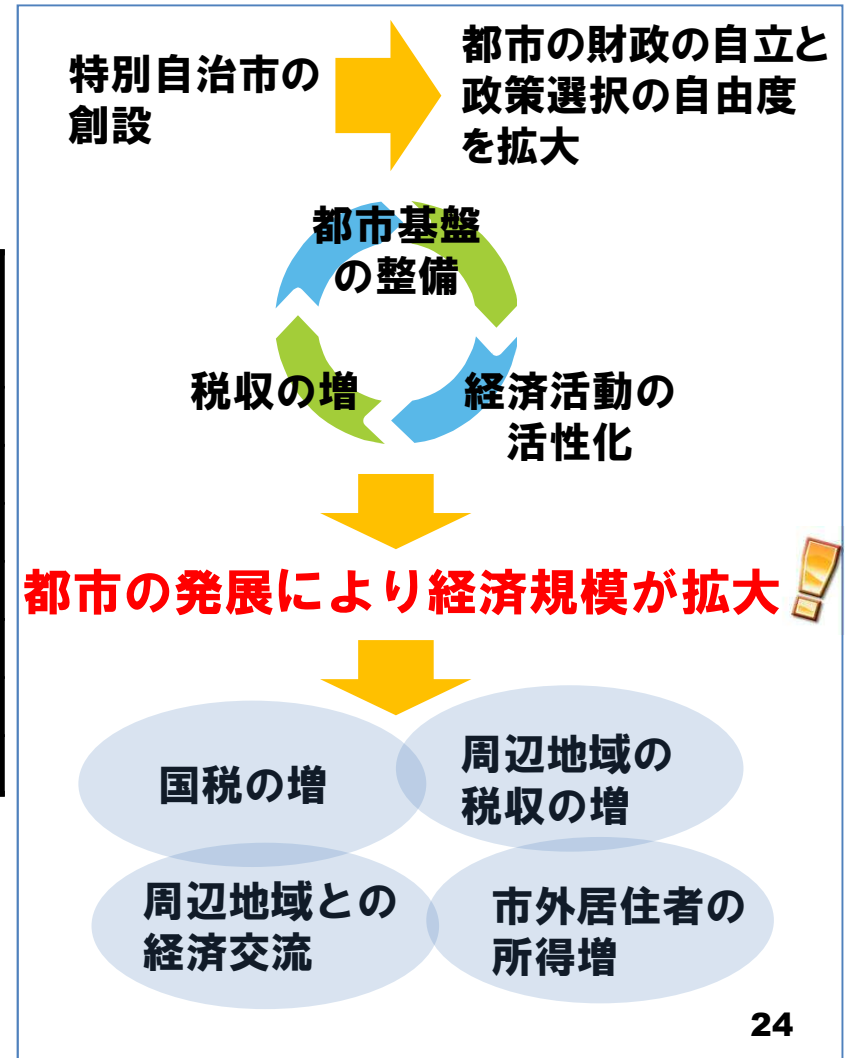 特別自治市の
創設
都市の財政の自立と
政策選択の自由度
を拡大
都市基盤
の整備
税収の増
経済活動の
活性化
都市の発展により経済規模が拡大
国税の増
周辺地域の
税収の増
周辺地域との
経済交流
市外居住者の
所得増
24